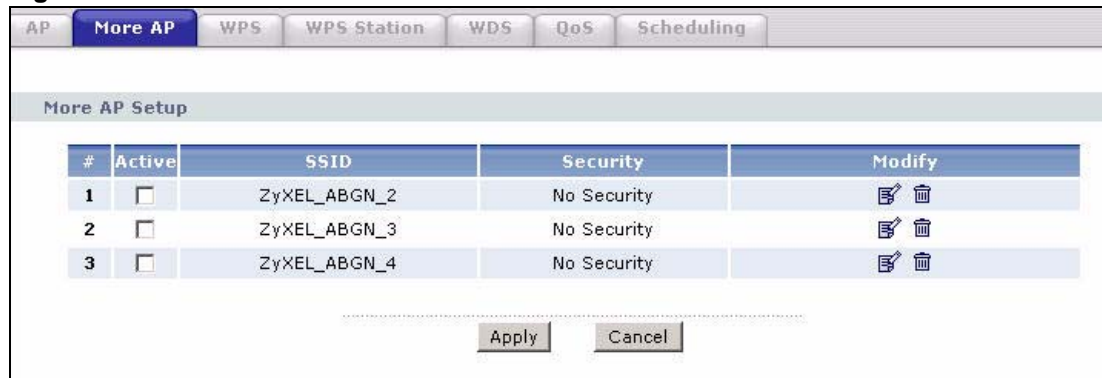 AP More AP WPS WPS Station WDS QoS Scheduling
More AP Setup
# Active SSID Security Modify
1 ZyXEL_ABGN_2 No Security
2 ZyXEL_ABGN_3 No Security
3 ZyXEL_ABGN_4 No Security
Apply Cancel